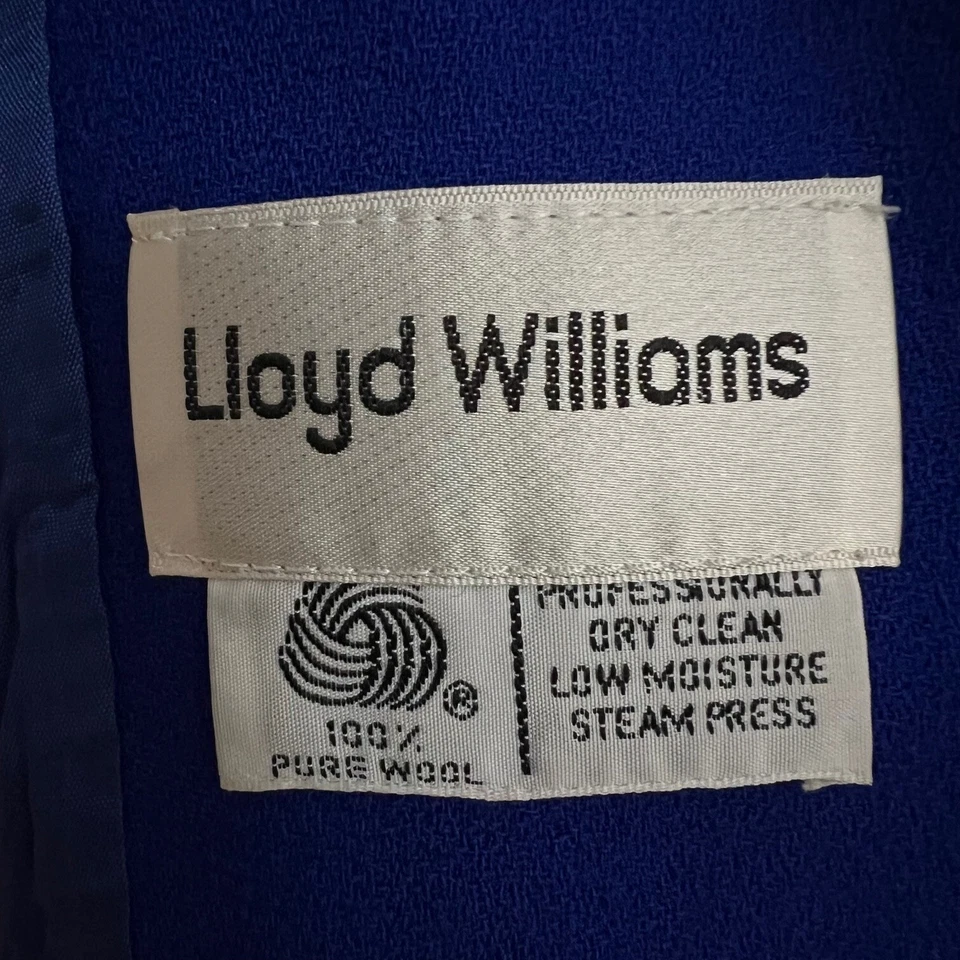 Lloyd Williams
PROFESSIONALLY
DRY CLEAN
LOW MOISTURE
STEAM PRESS
®
100%
PURE WOOL